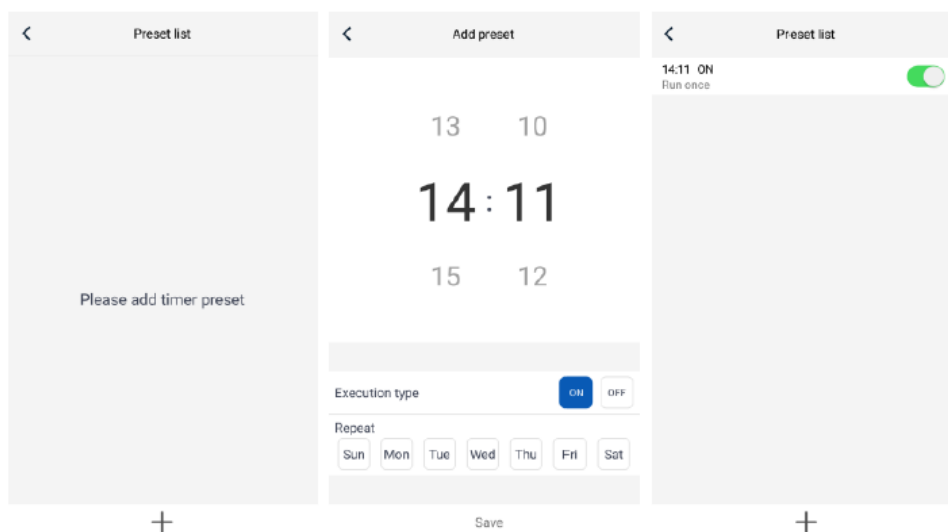 Preset list
Please add timer preset
+
Add preset
13 10
14 : 11
15 12
Execution type ON OFF
Repeat
Sun Mon Tue Wed Thu Fri Sat
Save
Preset list
14:11 ON
Run once
+